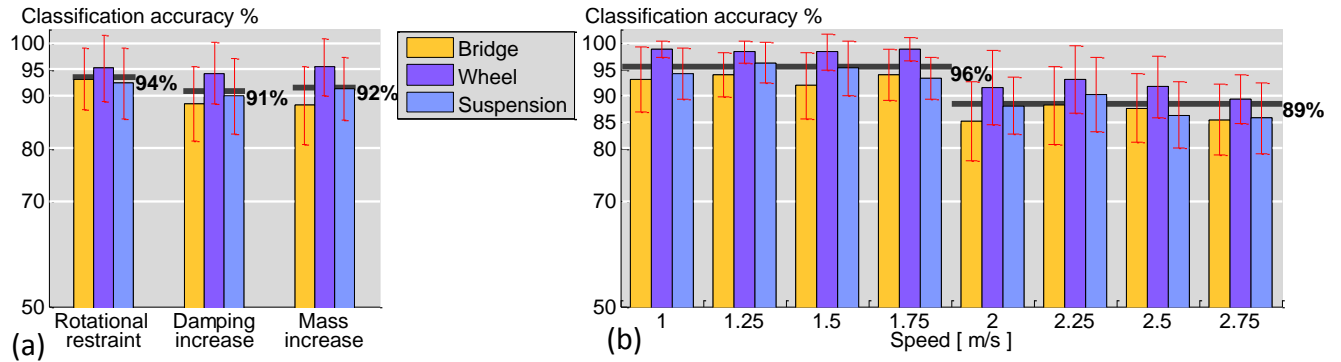 Classification accuracy %
100
95
90
85
80
70
50
94%
91%
92%
Rotational restraint
Damping increase
Mass increase
(a)
Bridge
Wheel
Suspension
Classification accuracy %
100
95
90
85
80
70
50
96%
89%
1 1.25 1.5 1.75 2 2.25 2.5 2.75
Speed [ m/s]
(b)